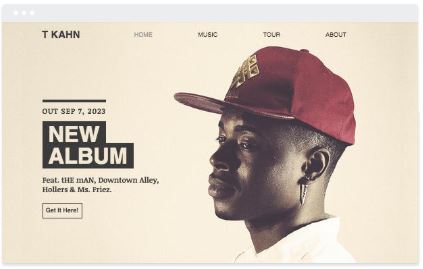 T KAHN
HOME MUSIC TOUR ABOUT
OUT SEP 7, 2023
NEW
ALBUM
Feat. tHE mAN, Downtown Alley,
Hollers & Ms. Friez.
Get It Here!